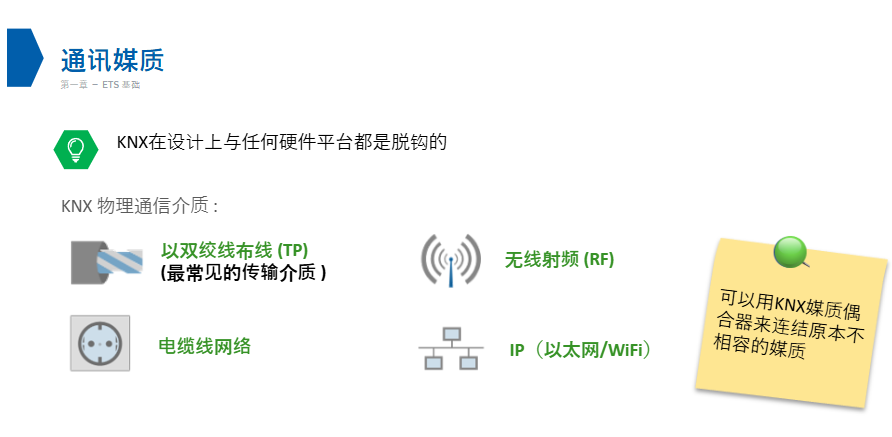 通讯媒质
第一章 – ETS 基础
KNX在设计上与任何硬件平台都是脱钩的
KNX 物理通信介质 :
以双绞线布线 (TP)
(最常见的传输介质 )
无线射频 (RF)
电缆线网络
IP（以太网/WiFi）
可以用KNX媒质偶
合器来连结原本不
相容的媒质